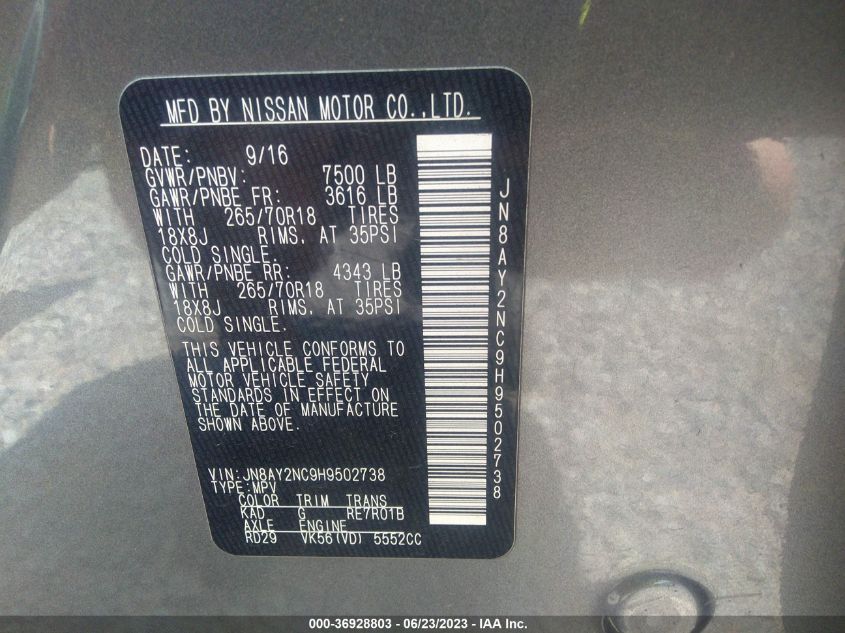 MFD BY NISSAN MOTOR CO.,LTD.
DATE: 9/16
GVWR/PNBV: 7500 LB
GAWR/PNBE FR: 3616 LB
WITH 265/70R18 TIRES
18X8J RIMS, AT 35PSI
COLD SINGLE.
GAWR/PNBE RR: 4343 LB
WITH 265/70R18 TIRES
18X8J RIMS, AT 35PSI
COLD SINGLE.
THIS VEHICLE CONFORMS TO
ALL APPLICABLE FEDERAL
MOTOR VEHICLE SAFETY
STANDARDS IN EFFECT ON
THE DATE OF MANUFACTURE
SHOWN ABOVE.
VIN:JN8AY2NC9H9502738
TYPE:MPV
COLOR TRIM TRANS
KAD G RE7R01B
AXLE ENGINE
RD29 VK56(VD) 5552CC
JN8AY2NC9H9502738
000-36928803 - 06/23/2023 - IAA Inc.